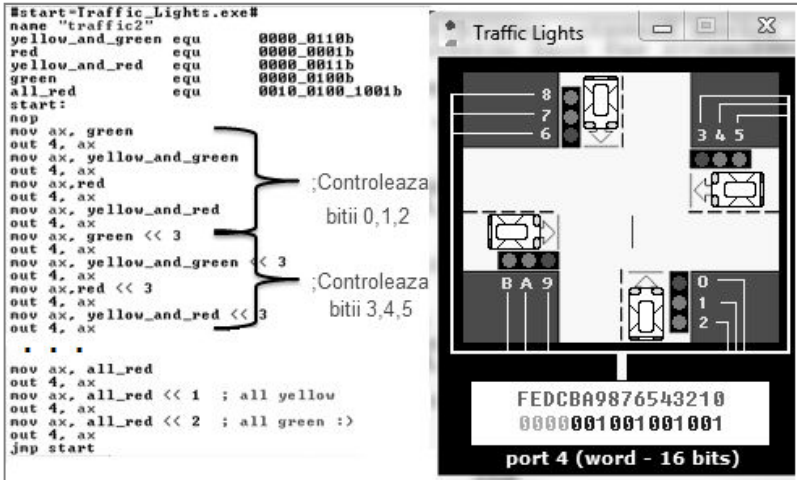 #start=Traffic_Lights.exe#
name "traffic2"
yellow_and_green equ 0000_0110b
red equ 0000_0001b
yellow_and_red equ 0000_0011b
green equ 0000_0100b
all_red equ 0010_0100_1001b
start:
nop
mov ax, green
out 4, ax
mov ax, yellow_and_green
out 4, ax
mov ax,red
out 4, ax
mov ax, yellow_and_red
out 4, ax
mov ax, green << 3
out 4, ax
mov ax, yellow_and_green << 3
out 4, ax
mov ax,red << 3
out 4, ax
mov ax, yellow_and_red << 3
out 4, ax
. . .
mov ax, all_red
out 4, ax
mov ax, all_red << 1 ; all yellow
out 4, ax
mov ax, all_red << 2 ; all green :)
out 4, ax
jmp start
;Controleaza
bitii 0,1,2
;Controleaza
bitii 3,4,5
Traffic Lights
8
7
6
3 4 5
B A 9
0
1
2
FEDCBA9876543210
0000001001001001
port 4 (word - 16 bits)